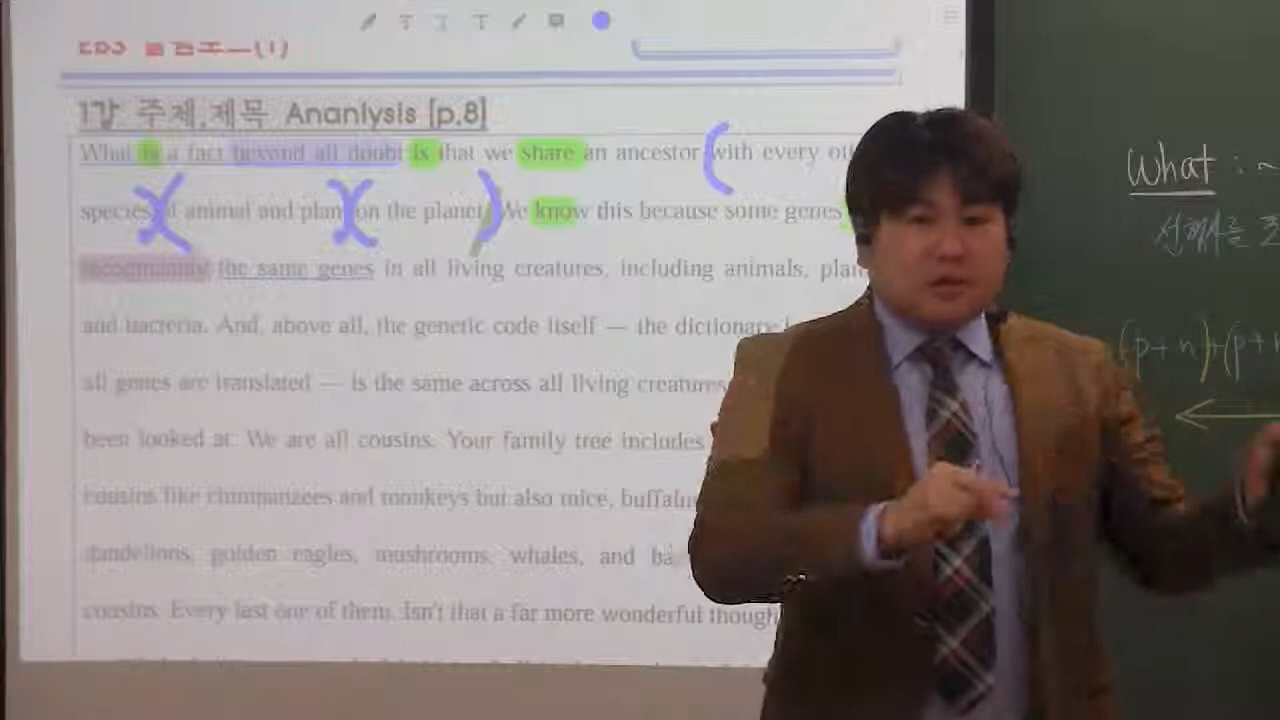 1강 주제,제목 Ananlysis [p.8]
What is a fact beyond all doubt is that we share an ancestor with every
species of animal and plant on the planet. We know this because some genes
recognizably the same genes in all living creatures, including animals,
and bacteria. And, above all, the genetic code itself — the dictionary
all genes are translated — is the same across all living creatures
been looked at. We are all cousins. Your family tree includes
cousins like chimpanzees and monkeys but also mice,
dandelions, golden eagles, mushrooms, whales, and
cousins. Every last one of them. Isn't that a far more wonderful
What : ~
선행사를
(p+n)+(p+